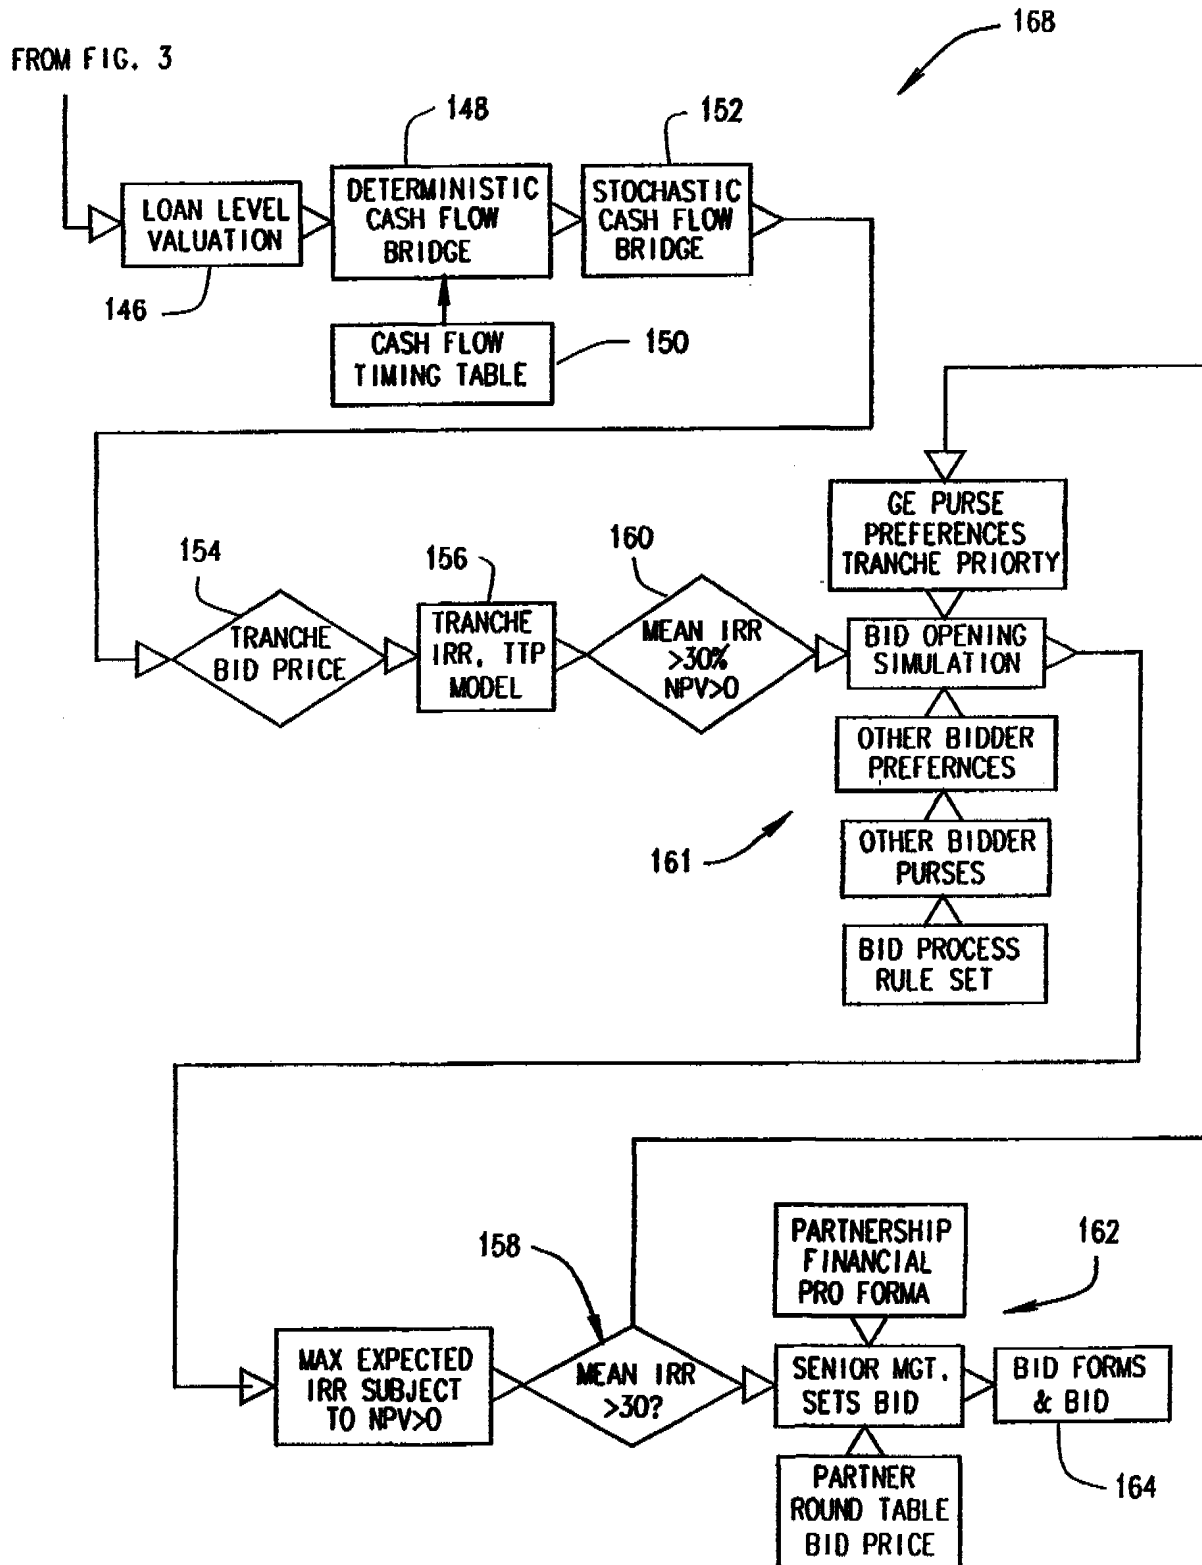 168
FROM FIG. 3
148
152
LOAN LEVEL
VALUATION
DETERMINISTIC
CASH FLOW
BRIDGE
STOCHASTIC
CASH FLOW
BRIDGE
146
CASH FLOW
TIMING TABLE
150
GE PURSE
PREFERENCES
TRANCHE PRIORTY
154
156
160
TRANCHE
BID PRICE
TRANCHE
IRR, TTP
MODEL
MEAN IRR
>30%
NPV>0
BID OPENING
SIMULATION
OTHER BIDDER
PREFERNCES
161
OTHER BIDDER
PURSES
BID PROCESS
RULE SET
158
PARTNERSHIP
FINANCIAL
PRO FORMA
162
MAX EXPECTED
IRR SUBJECT
TO NPV>0
MEAN IRR
>30?
SENIOR MGT.
SETS BID
BID FORMS
& BID
164
PARTNER
ROUND TABLE
BID PRICE